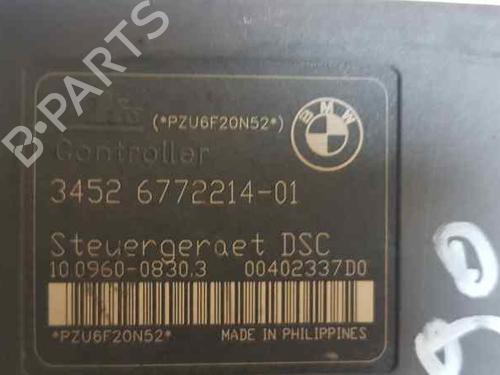 B-PARTS
(*PZU6F20N52*)
BMW
Controller
3452 6772214-01
Steuergeraet DSC
10.0960-0830.3 00402337D0
*PZU6F20N52* MADE IN PHILIPPINES